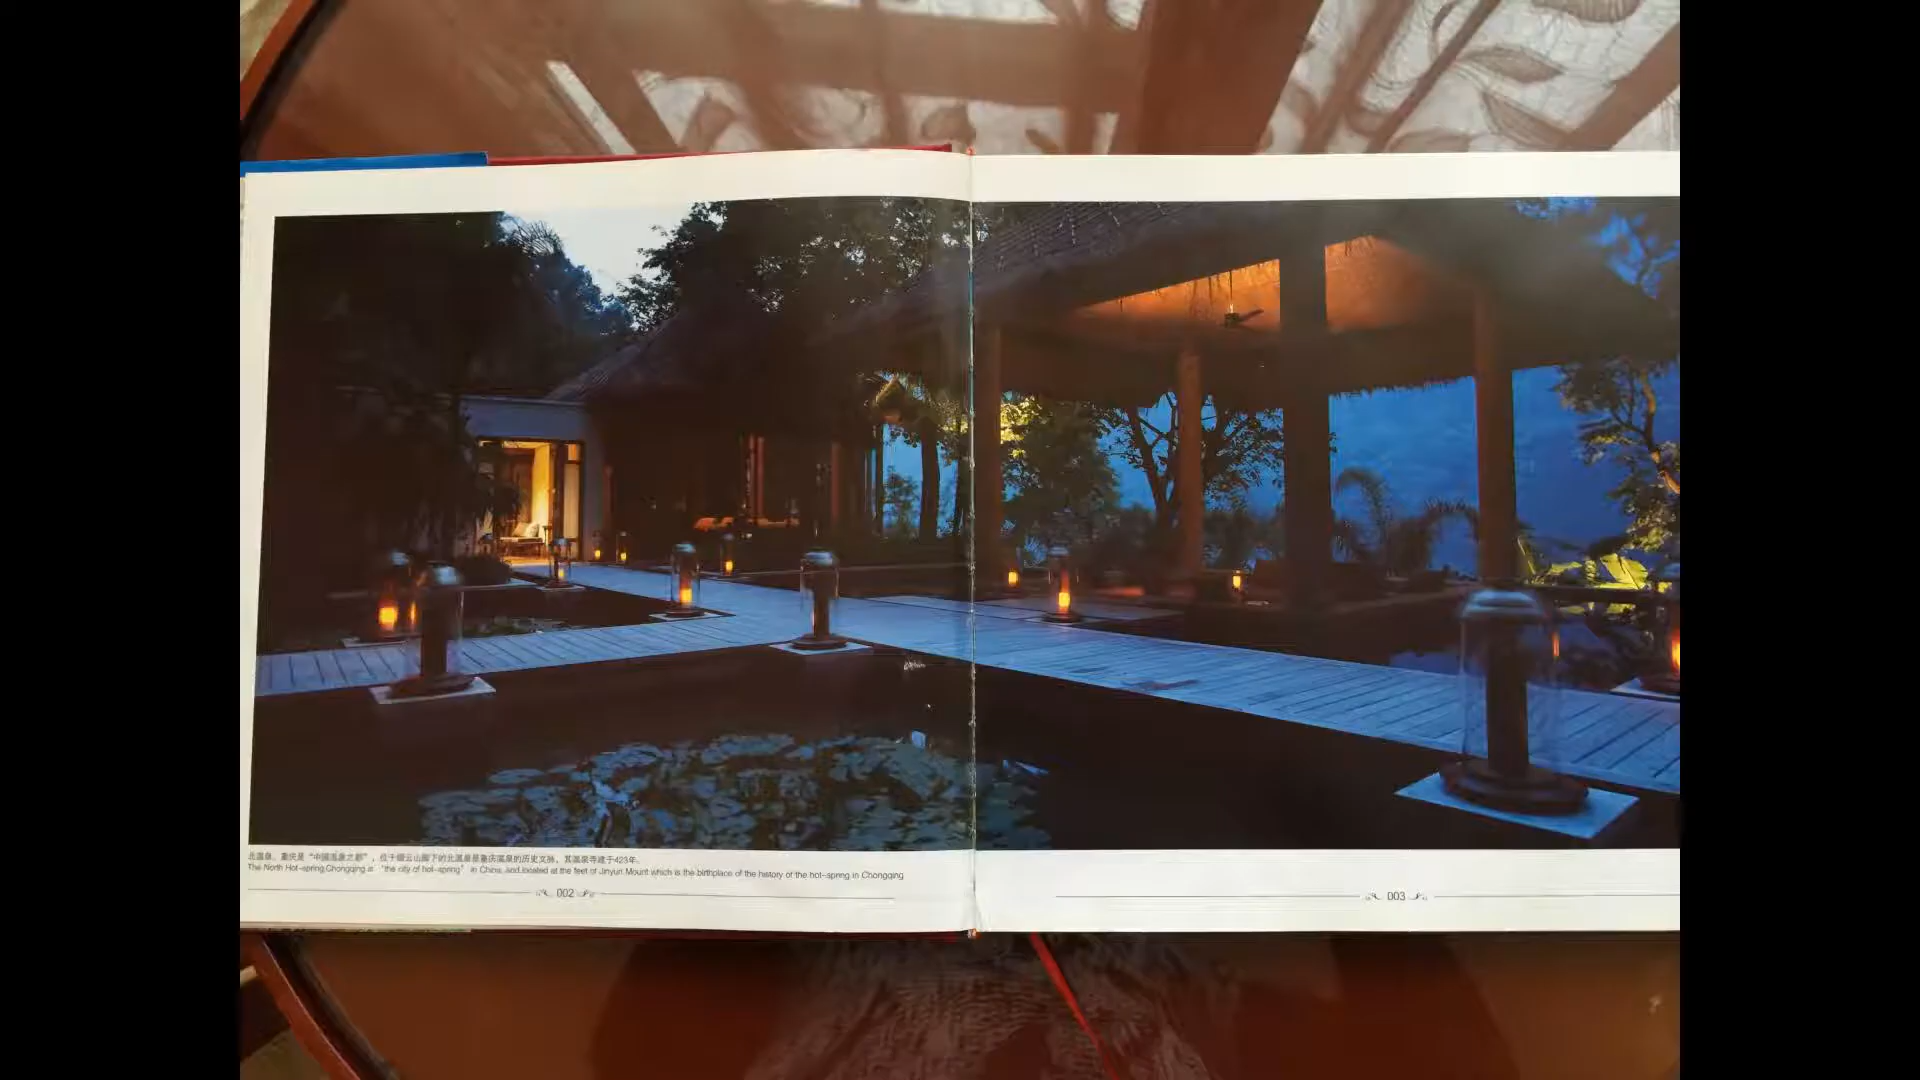 北温泉。重庆是“中国温泉之都”，位于缙云山脚下的北温泉是重庆温泉的历史文脉，其温泉寺建于423年。
The North Hot-spring.Chongqing is “the city of hot-spring” in China, and located at the feet of Jinyun Mount which is the birthplace of the history of the hot-spring in Chongqing
002
003